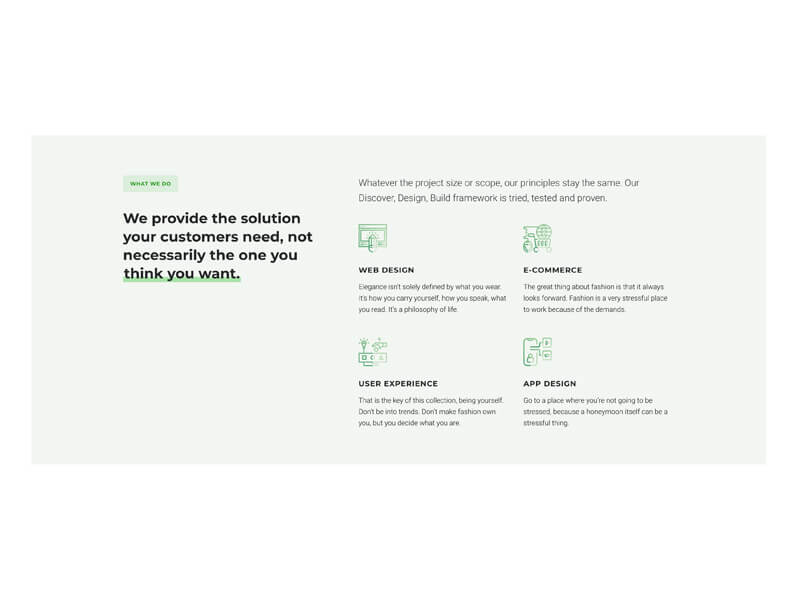 WHAT WE DO
We provide the solution
your customers need, not
necessarily the one you
think you want.
Whatever the project size or scope, our principles stay the same. Our
Discover, Design, Build framework is tried, tested and proven.
WEB DESIGN
Elegance isn't solely defined by what you wear.
It's how you carry yourself, how you speak, what
you read. It's a philosophy of life.
E-COMMERCE
The great thing about fashion is that it always
looks forward. Fashion is a very stressful place
to work because of the demands.
USER EXPERIENCE
That is the key of this collection, being yourself.
Don't be into trends. Don't make fashion own
you, but you decide what you are.
APP DESIGN
Go to a place where you're not going to be
stressed, because a honeymoon itself can be a
stressful thing.